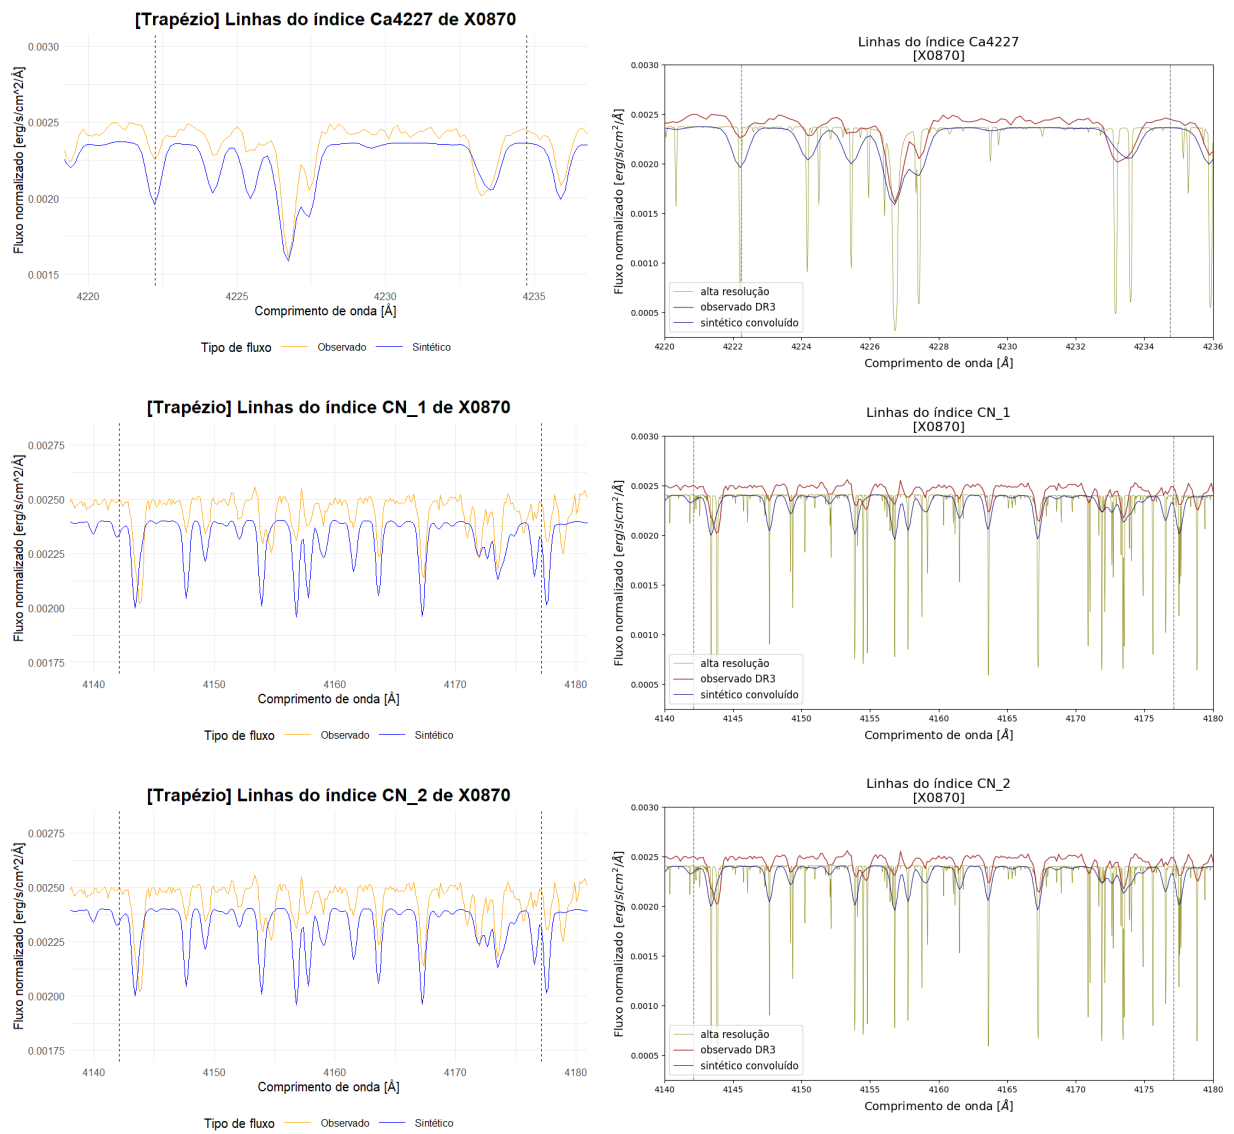 [Trapézio] Linhas do índice Ca4227 de X0870
Fluxo normalizado [erg/s/cm^2/Å]
0.0030
0.0025
0.0020
0.0015
4220 4225 4230 4235
Comprimento de onda [Å]
Tipo de fluxo Observado Sintético
Linhas do índice Ca4227
[X0870]
Fluxo normalizado [erg/s/cm²/Å]
0.0030
0.0025
0.0020
0.0015
0.0010
0.0005
alta resolução
observado DR3
sintético convoluído
4220 4222 4224 4226 4228 4230 4232 4234 4236
Comprimento de onda [Å]
[Trapézio] Linhas do índice CN_1 de X0870
Fluxo normalizado [erg/s/cm^2/Å]
0.00275
0.00250
0.00225
0.00200
0.00175
4140 4150 4160 4170 4180
Comprimento de onda [Å]
Tipo de fluxo Observado Sintético
Linhas do índice CN_1
[X0870]
Fluxo normalizado [erg/s/cm²/Å]
0.0030
0.0025
0.0020
0.0015
0.0010
0.0005
alta resolução
observado DR3
sintético convoluído
4140 4145 4150 4155 4160 4165 4170 4175 4180
Comprimento de onda [Å]
[Trapézio] Linhas do índice CN_2 de X0870
Fluxo normalizado [erg/s/cm^2/Å]
0.00275
0.00250
0.00225
0.00200
0.00175
4140 4150 4160 4170 4180
Comprimento de onda [Å]
Tipo de fluxo Observado Sintético
Linhas do índice CN_2
[X0870]
Fluxo normalizado [erg/s/cm²/Å]
0.0030
0.0025
0.0020
0.0015
0.0010
0.0005
alta resolução
observado DR3
sintético convoluído
4140 4145 4150 4155 4160 4165 4170 4175 4180
Comprimento de onda [Å]